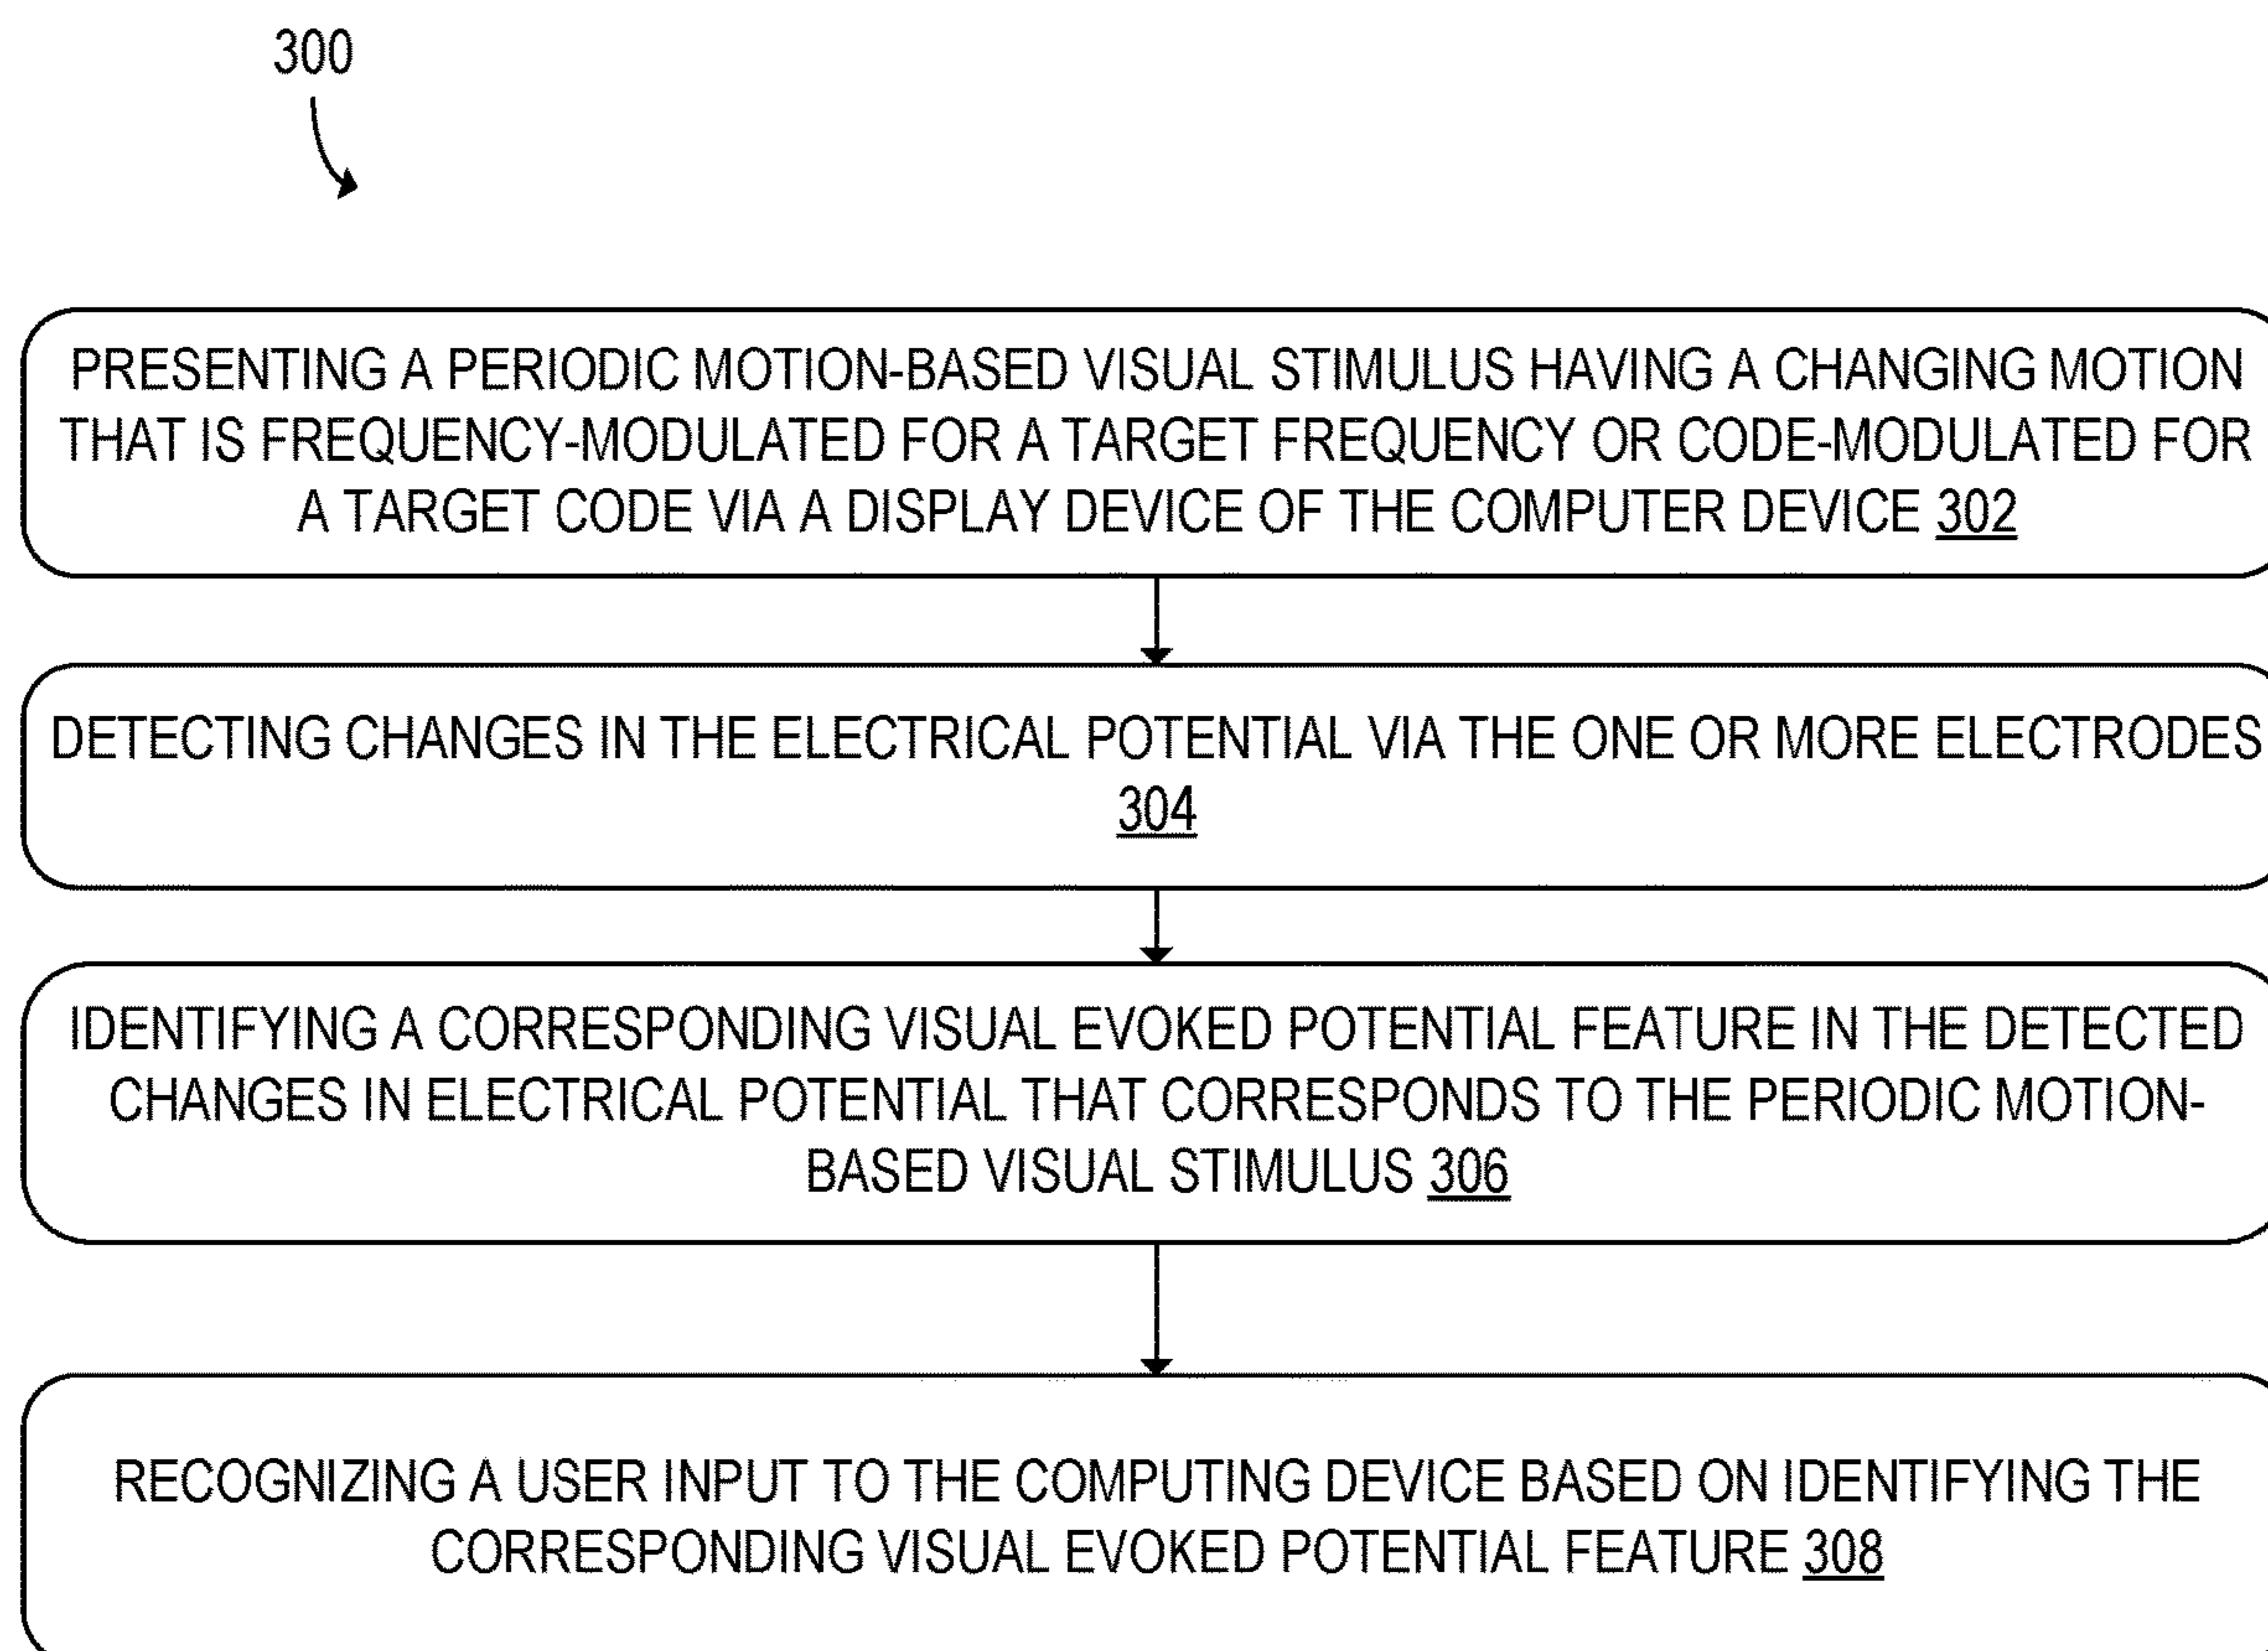 300
PRESENTING A PERIODIC MOTION-BASED VISUAL STIMULUS HAVING A CHANGING MOTION
THAT IS FREQUENCY-MODULATED FOR A TARGET FREQUENCY OR CODE-MODULATED FOR
A TARGET CODE VIA A DISPLAY DEVICE OF THE COMPUTER DEVICE 302
DETECTING CHANGES IN THE ELECTRICAL POTENTIAL VIA THE ONE OR MORE ELECTRODES
304
IDENTIFYING A CORRESPONDING VISUAL EVOKED POTENTIAL FEATURE IN THE DETECTED
CHANGES IN ELECTRICAL POTENTIAL THAT CORRESPONDS TO THE PERIODIC MOTION-
BASED VISUAL STIMULUS 306
RECOGNIZING A USER INPUT TO THE COMPUTING DEVICE BASED ON IDENTIFYING THE
CORRESPONDING VISUAL EVOKED POTENTIAL FEATURE 308